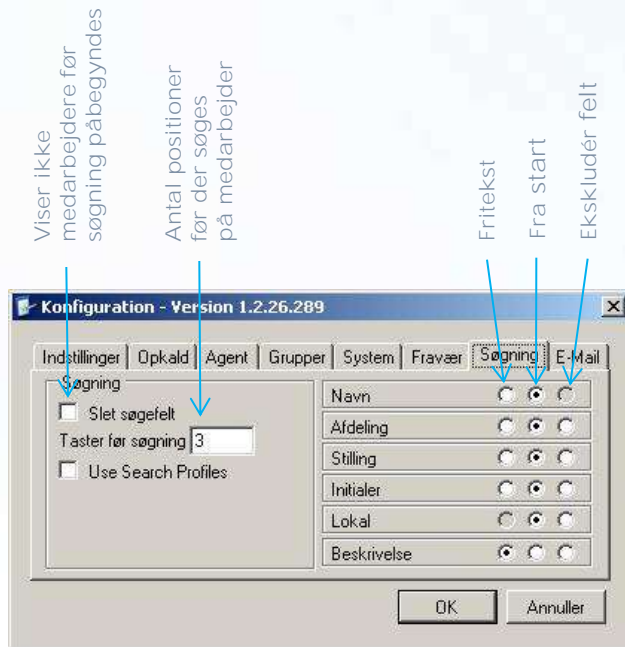 Viser ikke
medarbejdere før
søgning påbegyndes
Antal positioner
før der søges
på medarbejder
Fritekst
Fra start
Ekskludér felt
Konfiguration - Version 1.2.26.289
Indstillinger Opkald Agent Grupper System Fravær Søgning E-Mail
Søgning
Slet søgefelt
Taster før søgning 3
Use Search Profiles
Navn
Afdeling
Stilling
Initialer
Lokal
Beskrivelse
OK Annuller